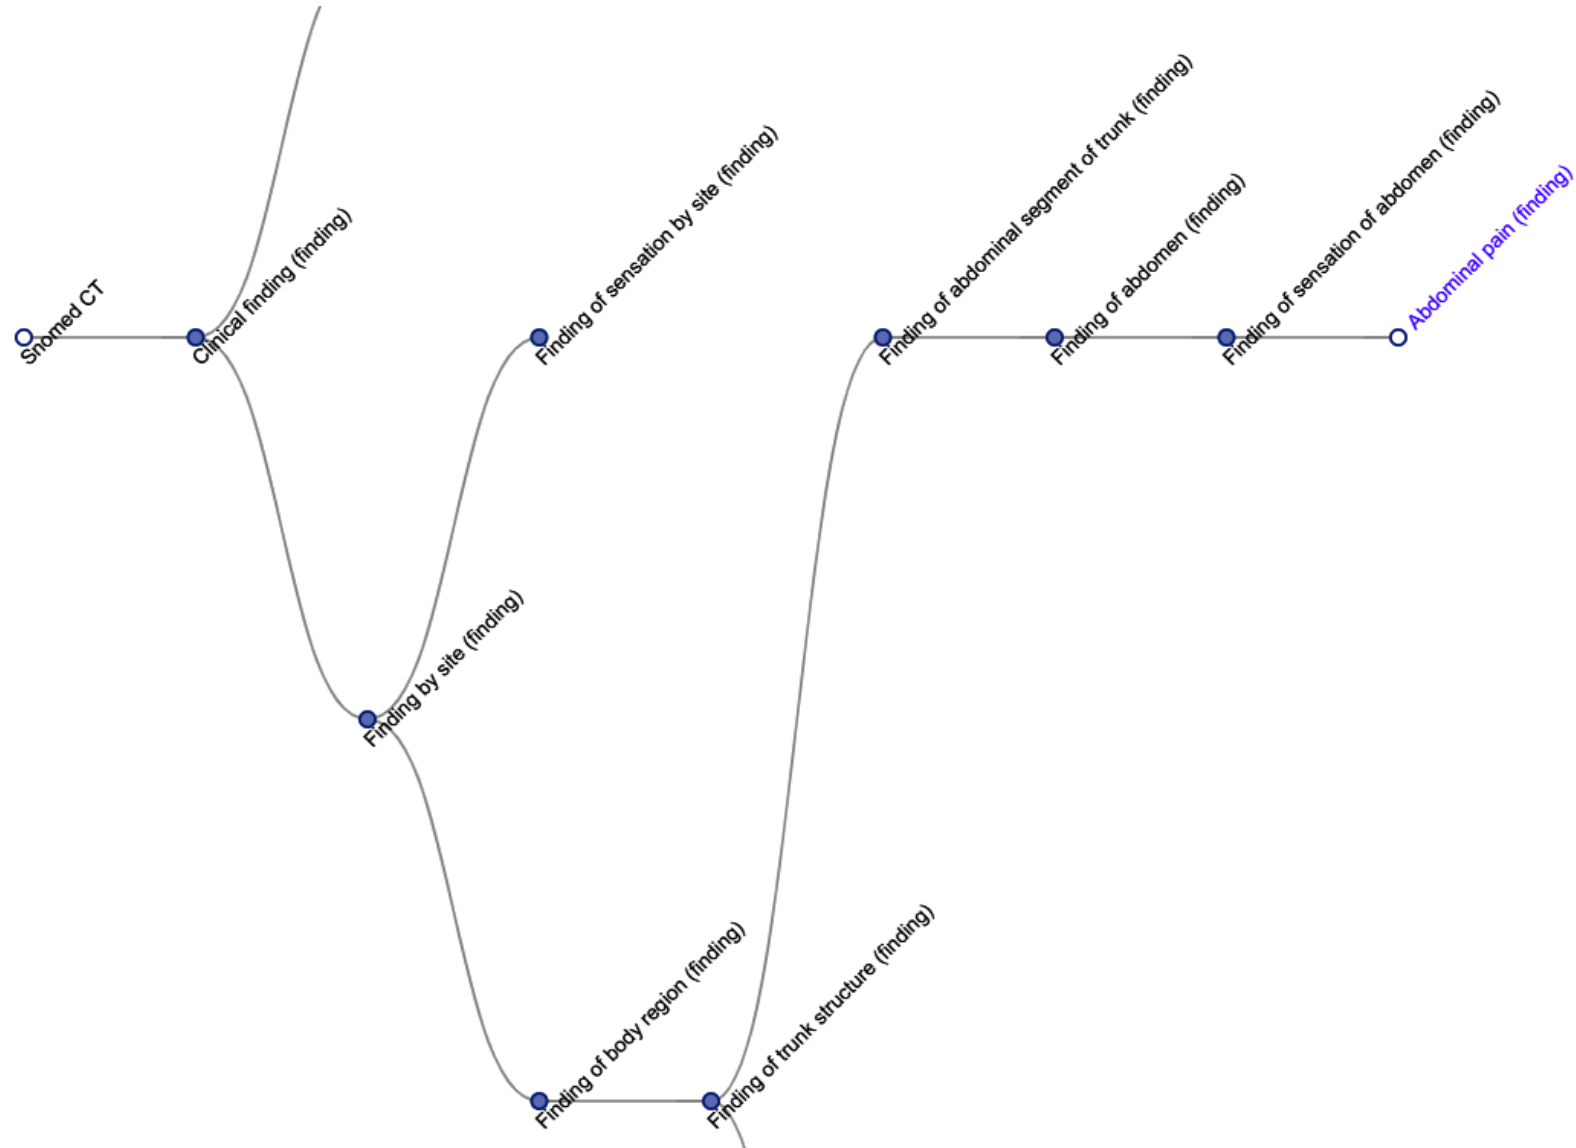 Snomed CT
Clinical finding (finding)
Finding of sensation by site (finding)
Finding of abdominal segment of trunk (finding)
Finding of abdomen (finding)
Finding of sensation of abdomen (finding)
Abdominal pain (finding)
Finding by site (finding)
Finding of body region (finding)
Finding of trunk structure (finding)